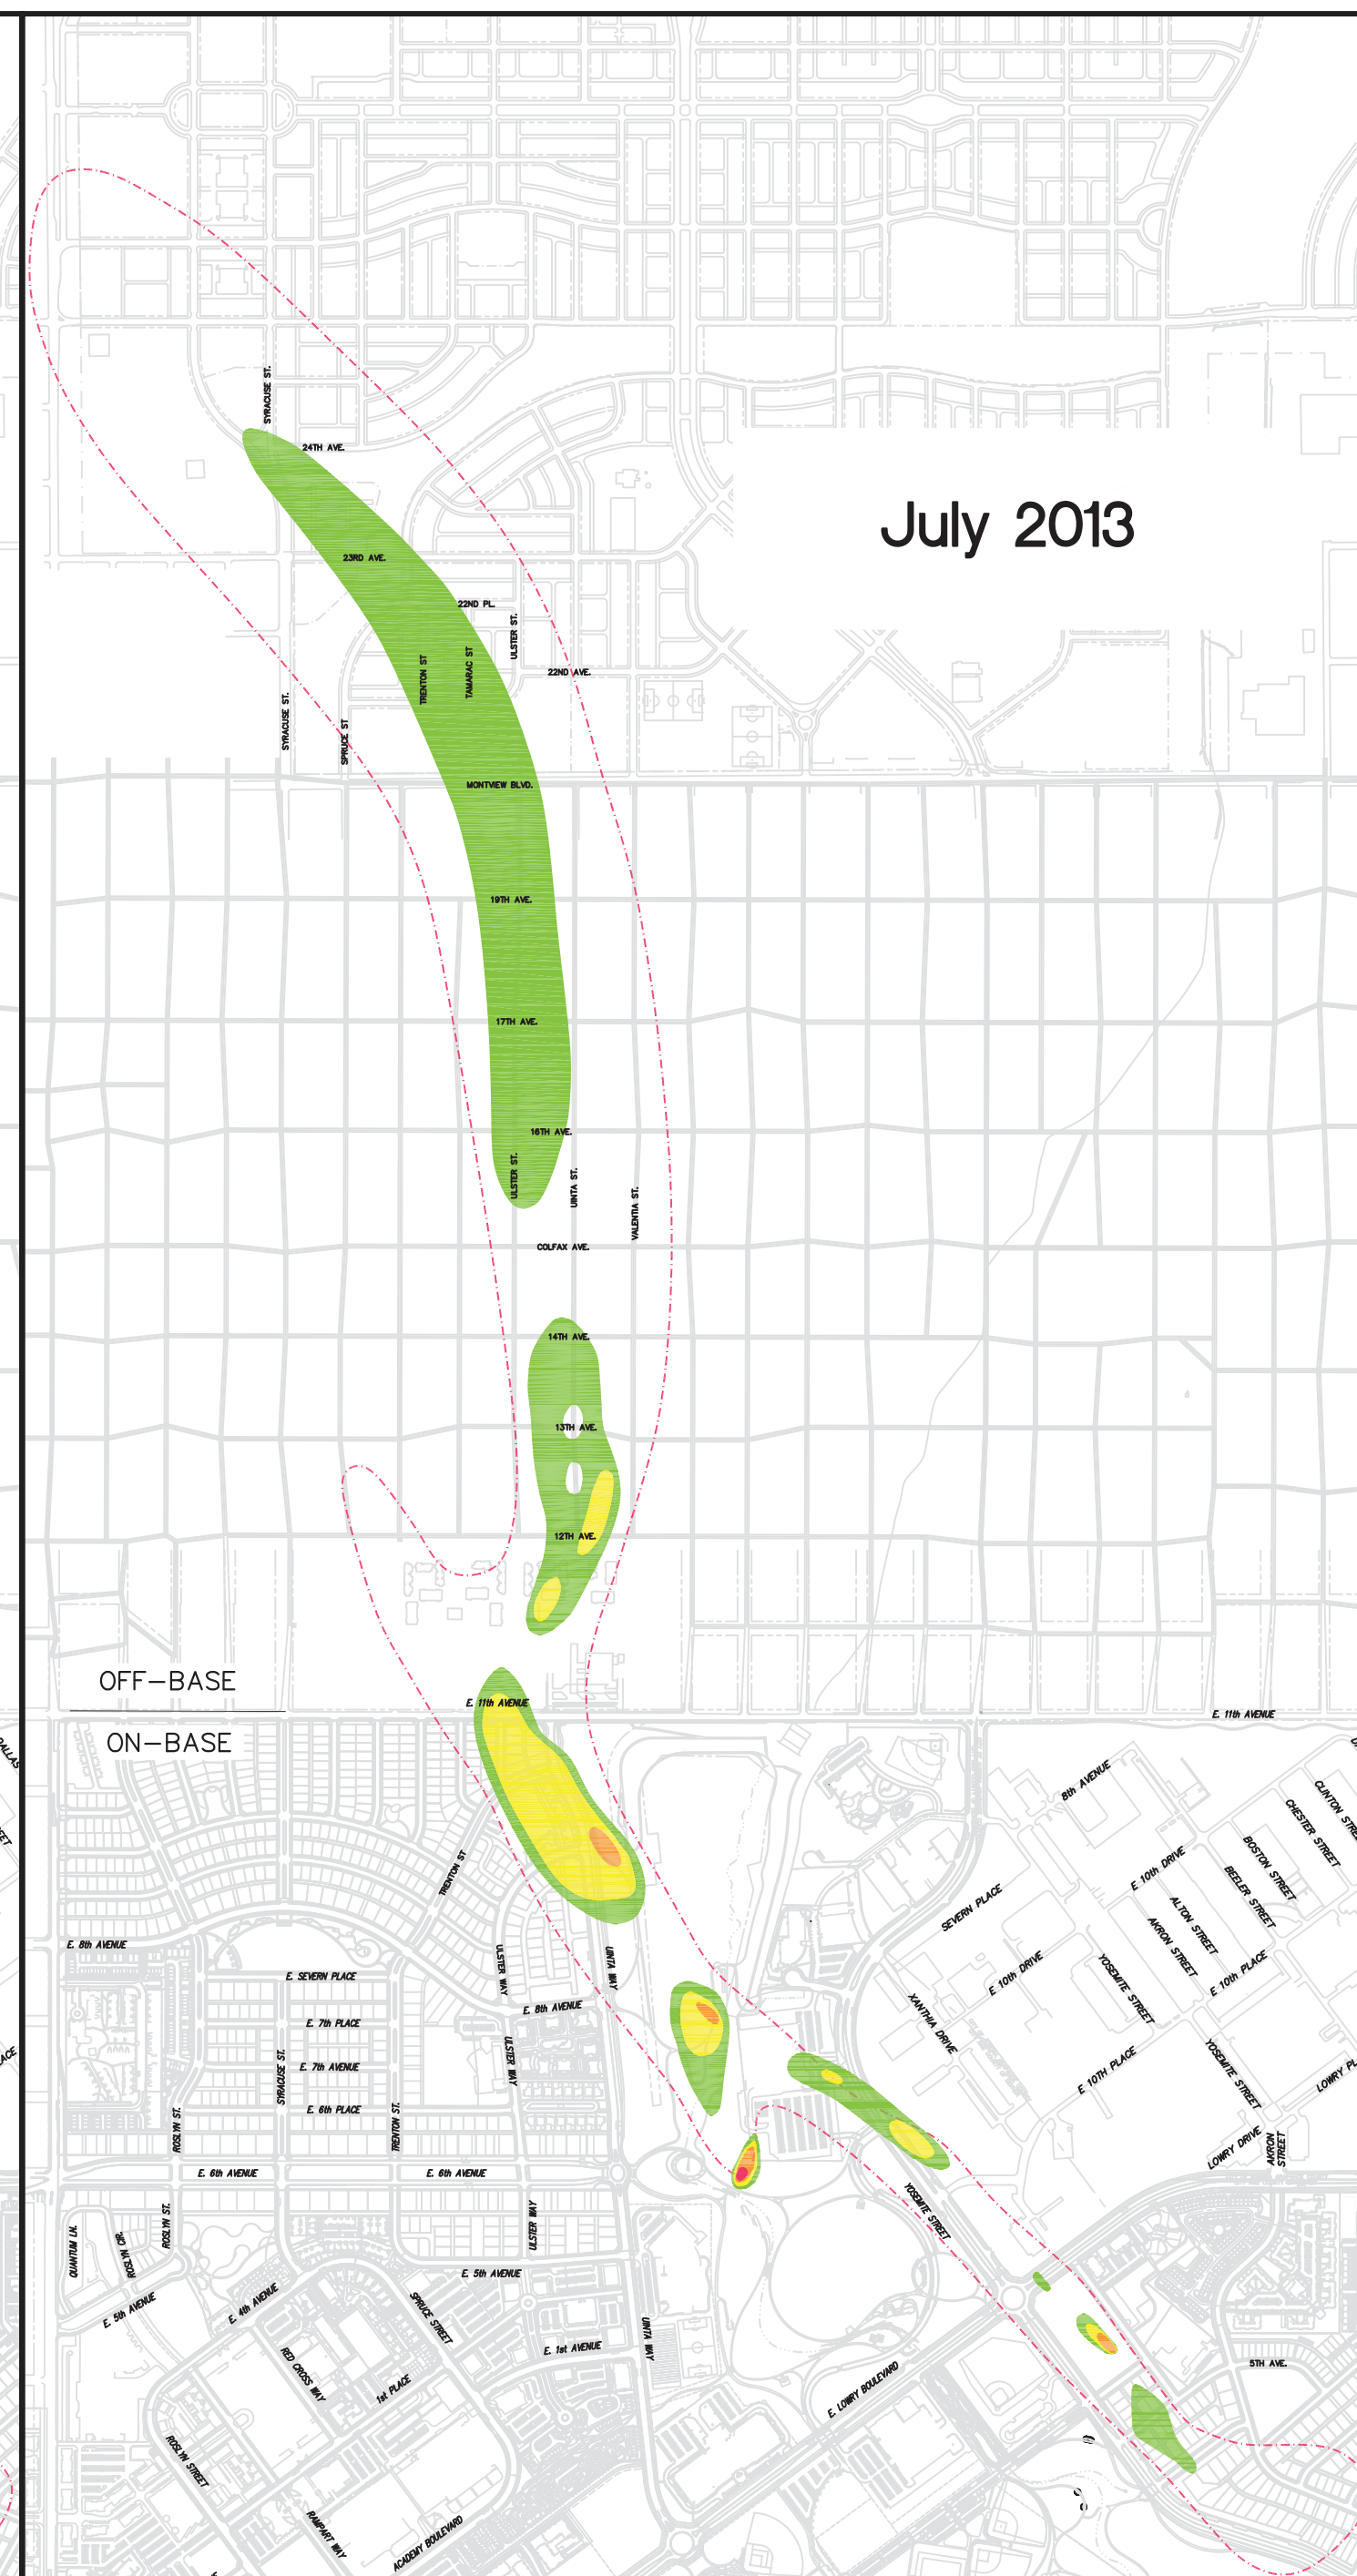 SYRACUSE ST.
24TH AVE.
July 2013
23RD AVE.
22ND PL.
ULSTER ST.
TRENTON ST
TAMARAC ST
22ND AVE.
SYRACUSE ST.
SPRUCE ST
MONTVIEW BLVD.
19TH AVE.
17TH AVE.
16TH AVE.
ULSTER ST.
UINTA ST.
VALENTIA ST.
COLFAX AVE.
14TH AVE.
13TH AVE.
12TH AVE.
OFF-BASE
E. 11th AVENUE
E. 11th AVENUE
ON-BASE
8th AVENUE
TRENTON ST
E 10th DRIVE
BOSTON STREET
CHESTER STREET
BEELER STREET
ALTON STREET
AKRON STREET
SEVERN PLACE
E. 8th AVENUE
ULSTER WAY
UINTA WAY
E. SEVERN PLACE
E 10th DRIVE
YOSEMITE STREET
E 10th PLACE
E. 8th AVENUE
E. 7th PLACE
XANTHIA DRIVE
ULSTER WAY
E. 7th AVENUE
SYRACUSE ST.
E 10TH PLACE
YOSEMITE STREET
E. 6th PLACE
ROSLYN ST.
TRENTON ST.
LOWRY DRIVE
AKRON
STREET
E. 6th AVENUE
E. 6th AVENUE
YOSEMITE STREET
ROSLYN ST.
ULSTER WAY
QUANTUM LN.
ROSLYN CIR.
E. 5th AVENUE
E. 5th AVENUE
E. 4th AVENUE
SPRUCE STREET
UINTA WAY
E. 1st AVENUE
5TH AVE.
RED CROSS WAY
1st PLACE
E. LOWRY BOULEVARD
ROSLYN STREET
RAMPART WAY
ACADEMY BOULEVARD